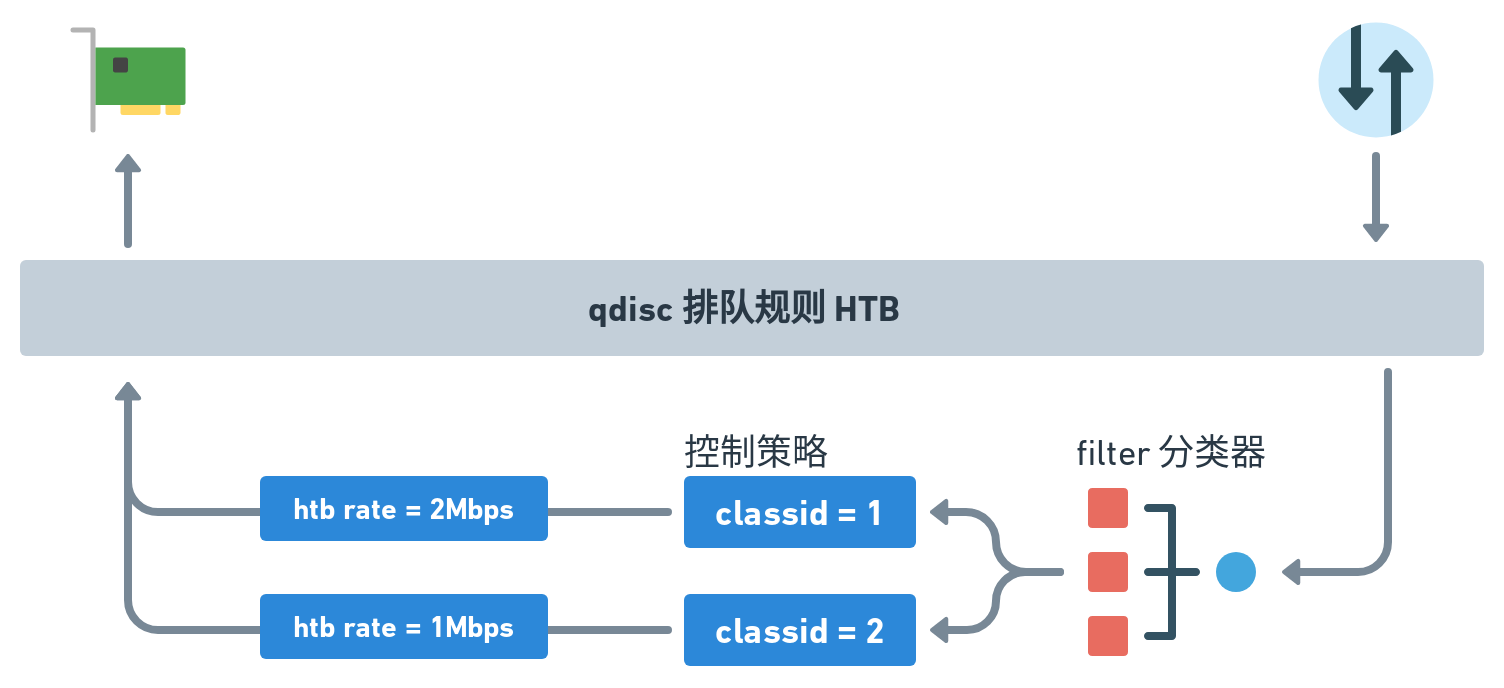 qdisc 排队规则 HTB
控制策略
filter 分类器
htb rate = 2Mbps
classid = 1
htb rate = 1Mbps
classid = 2